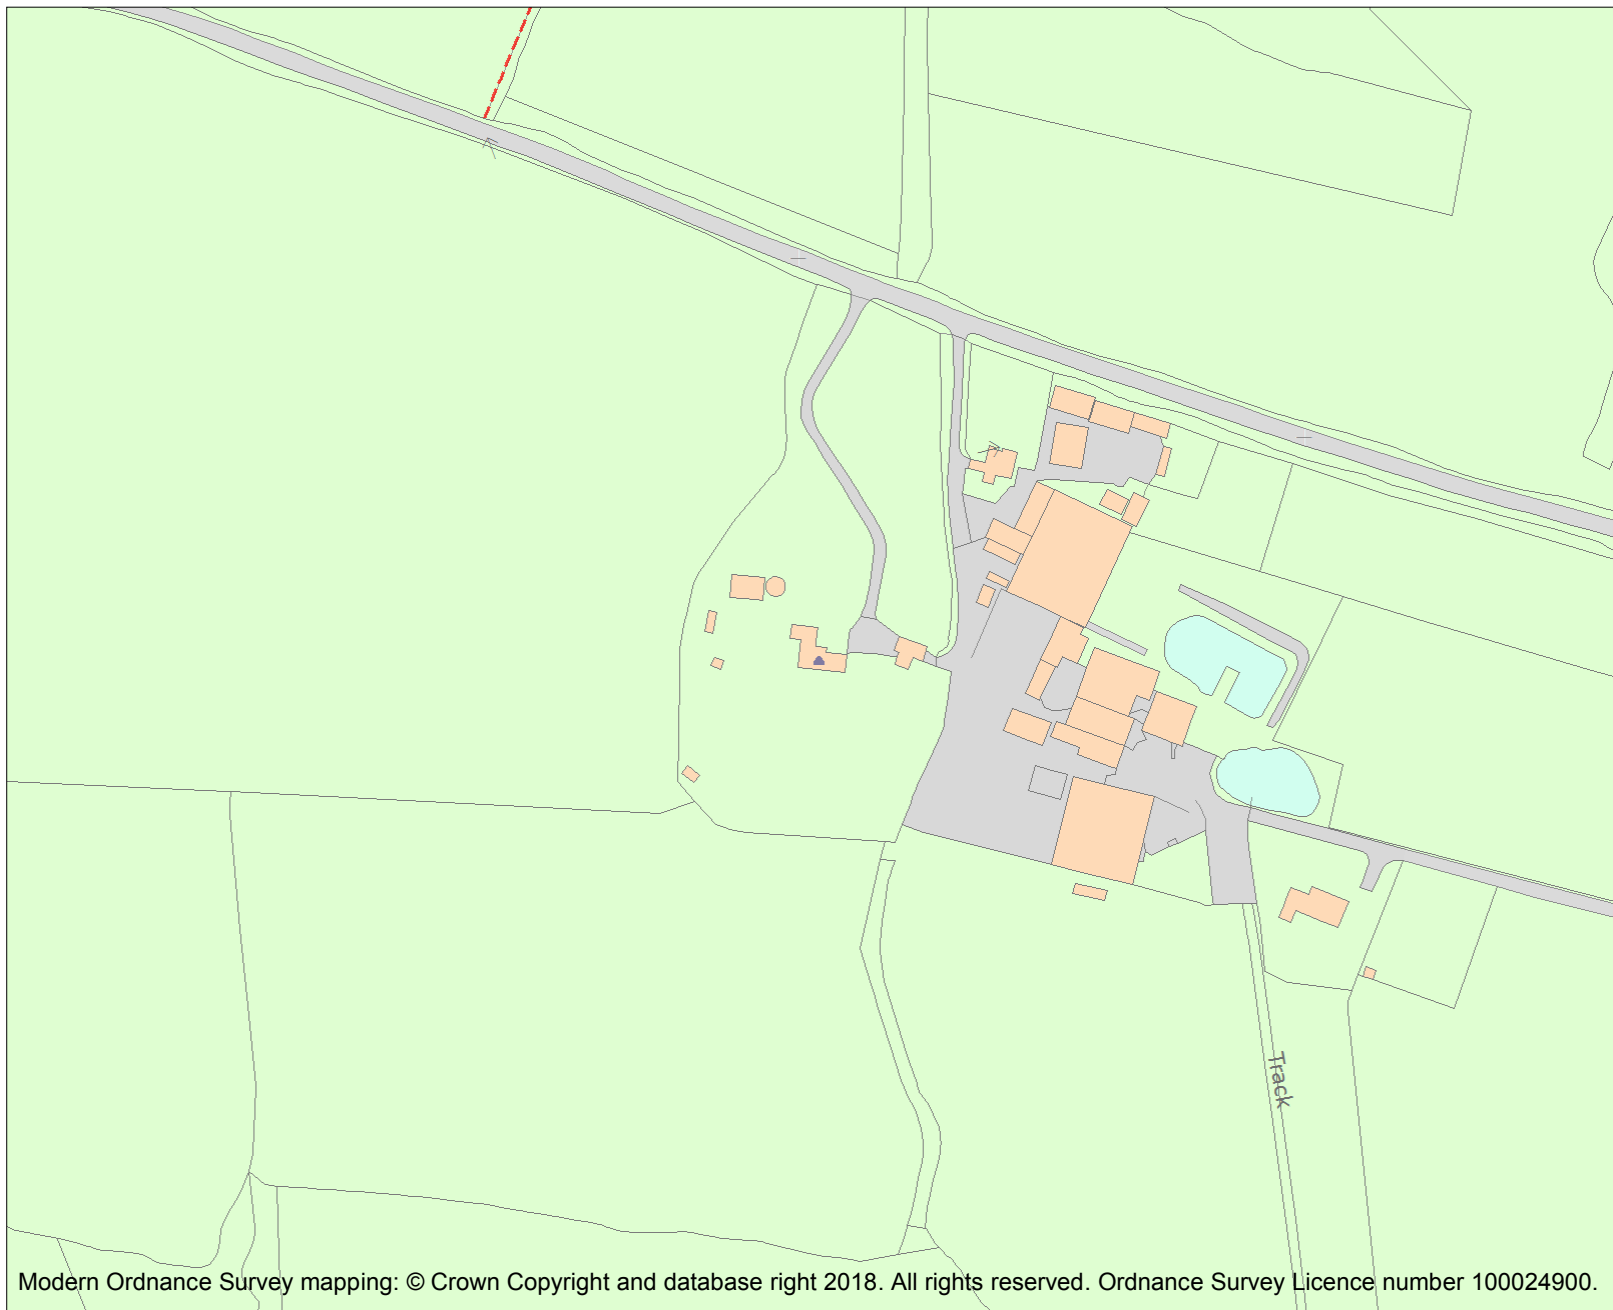 Track
Modern Ordnance Survey mapping: © Crown Copyright and database right 2018. All rights reserved. Ordnance Survey Licence number 100024900.